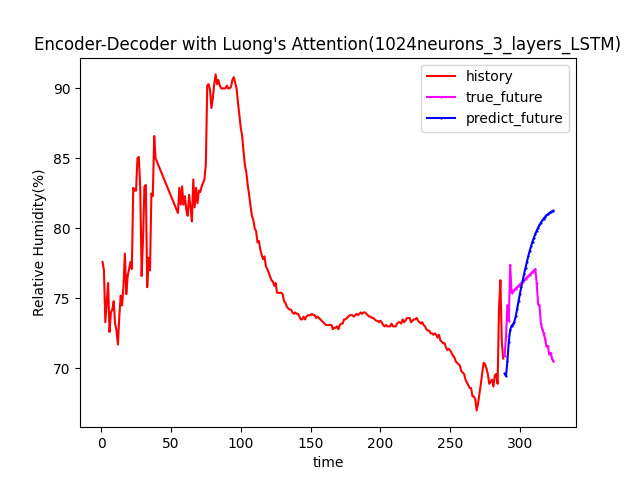 Encoder-Decoder with Luong's Attention(1024neurons_3_layers_LSTM)
history
true_future
predict_future
Relative Humidity(%)
90
85
80
75
70
0 50 100 150 200 250 300
time